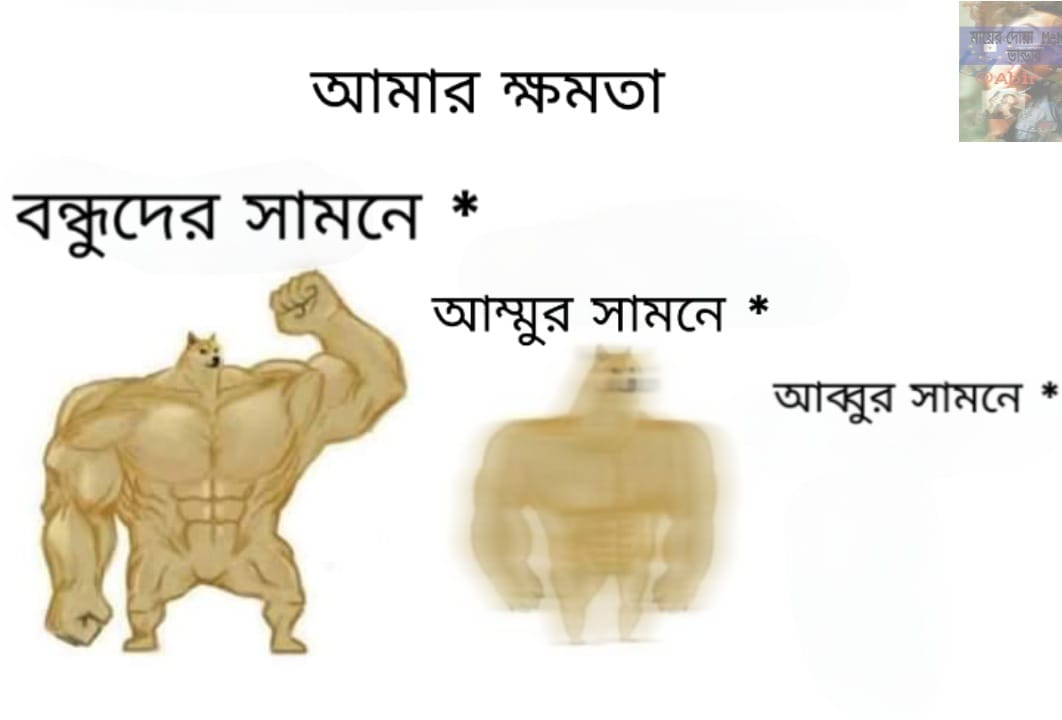 আমার ক্ষমতা
বন্ধুদের সামনে *
আম্মুর সামনে *
আব্বুর সামনে *
মায়ের দোয়া
ভান্ডার